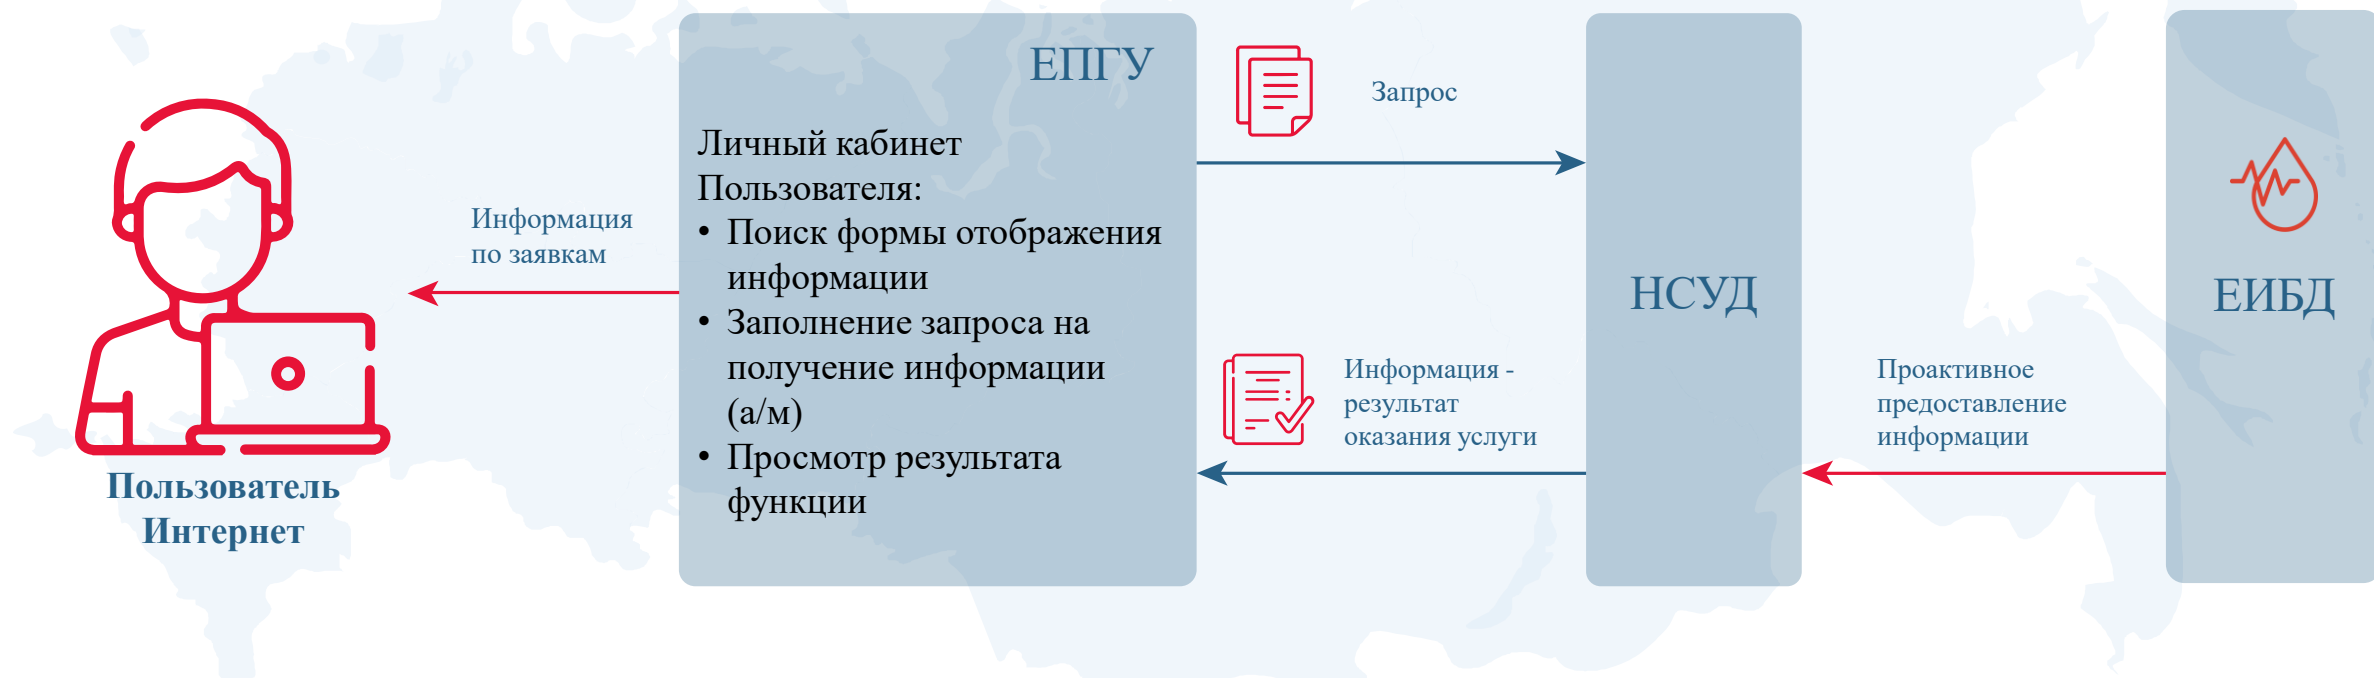 Пользователь
Интернет
Информация
по заявкам
ЕПГУ
Личный кабинет
Пользователя:
• Поиск формы отображения
информации
• Заполнение запроса на
получение информации
(а/м)
• Просмотр результата
функции
Запрос
Информация -
результат
оказания услуги
НСУД
Проактивное
предоставление
информации
ЕИБД